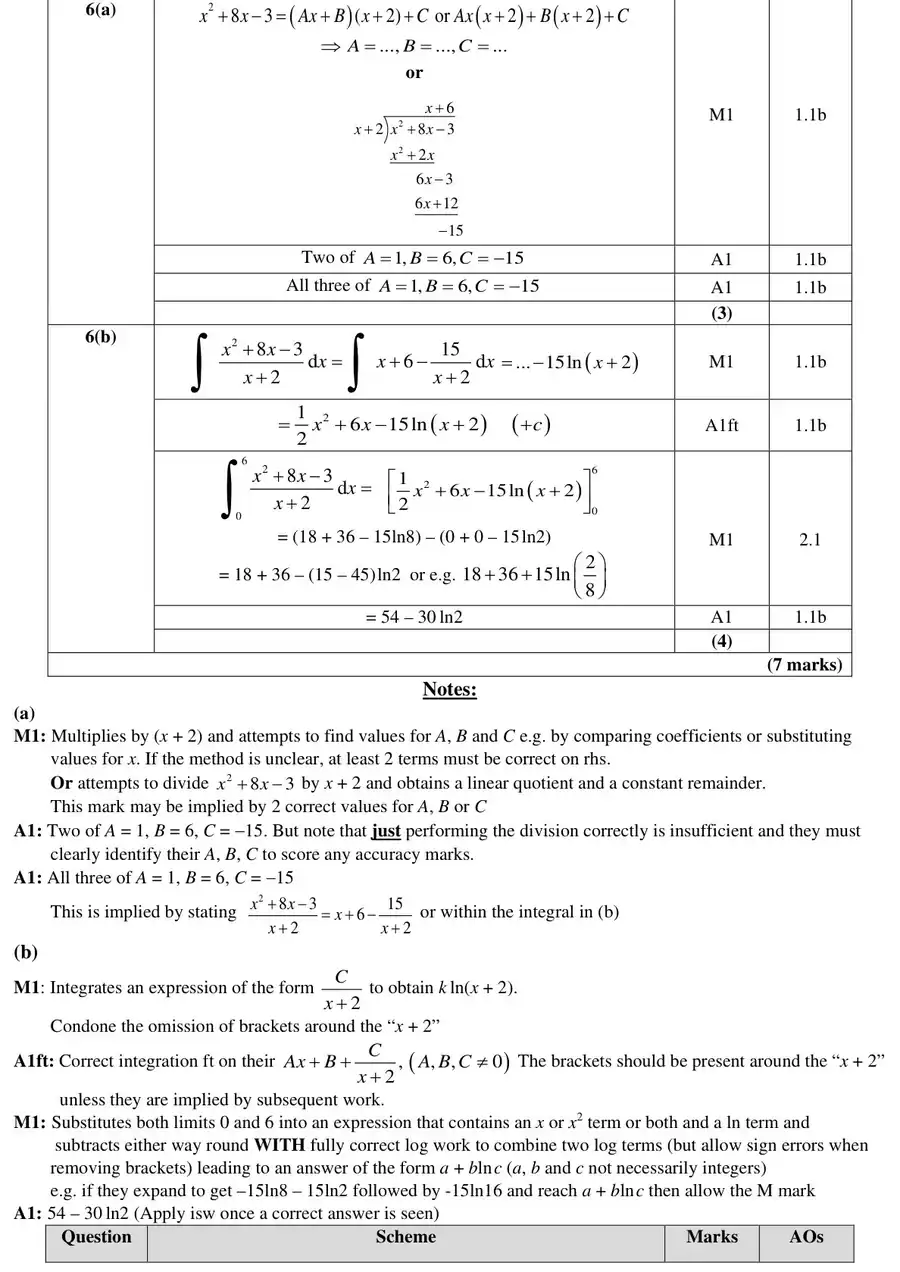 6(a)
x² + 8x − 3 = (Ax + B)(x + 2) + C or Ax(x + 2) + B(x + 2) + C
⇒ A = ..., B = ..., C = ...
or
x + 6
x + 2)x² + 8x − 3
x² + 2x
6x − 3
6x + 12
−15
M1 1.1b
Two of A = 1, B = 6, C = −15 A1 1.1b
All three of A = 1, B = 6, C = −15 A1 1.1b
(3)
6(b)
∫ (x² + 8x − 3)/(x + 2) dx = ∫ x + 6 − 15/(x + 2) dx = ... − 15 ln(x + 2) M1 1.1b
= 1/2 x² + 6x − 15 ln(x + 2) (+c) A1ft 1.1b
∫₀⁶ (x² + 8x − 3)/(x + 2) dx = [1/2 x² + 6x − 15 ln(x + 2)]₀⁶
= (18 + 36 – 15ln8) – (0 + 0 – 15ln2) M1 2.1
= 18 + 36 – (15 – 45)ln2 or e.g. 18 + 36 + 15 ln(2/8)
= 54 – 30 ln2 A1 1.1b
(4)
(7 marks)
Notes:
(a)
M1: Multiplies by (x + 2) and attempts to find values for A, B and C e.g. by comparing coefficients or substituting
values for x. If the method is unclear, at least 2 terms must be correct on rhs.
Or attempts to divide x² + 8x − 3 by x + 2 and obtains a linear quotient and a constant remainder.
This mark may be implied by 2 correct values for A, B or C
A1: Two of A = 1, B = 6, C = –15. But note that just performing the division correctly is insufficient and they must
clearly identify their A, B, C to score any accuracy marks.
A1: All three of A = 1, B = 6, C = –15
This is implied by stating (x² + 8x − 3)/(x + 2) = x + 6 − 15/(x + 2) or within the integral in (b)
(b)
M1: Integrates an expression of the form C/(x + 2) to obtain k ln(x + 2).
Condone the omission of brackets around the “x + 2”
A1ft: Correct integration ft on their Ax + B + C/(x + 2), (A, B, C ≠ 0) The brackets should be present around the “x + 2”
unless they are implied by subsequent work.
M1: Substitutes both limits 0 and 6 into an expression that contains an x or x² term or both and a ln term and
subtracts either way round WITH fully correct log work to combine two log terms (but allow sign errors when
removing brackets) leading to an answer of the form a + blnc (a, b and c not necessarily integers)
e.g. if they expand to get –15ln8 – 15ln2 followed by -15ln16 and reach a + blnc then allow the M mark
A1: 54 – 30 ln2 (Apply isw once a correct answer is seen)
Question Scheme Marks AOs